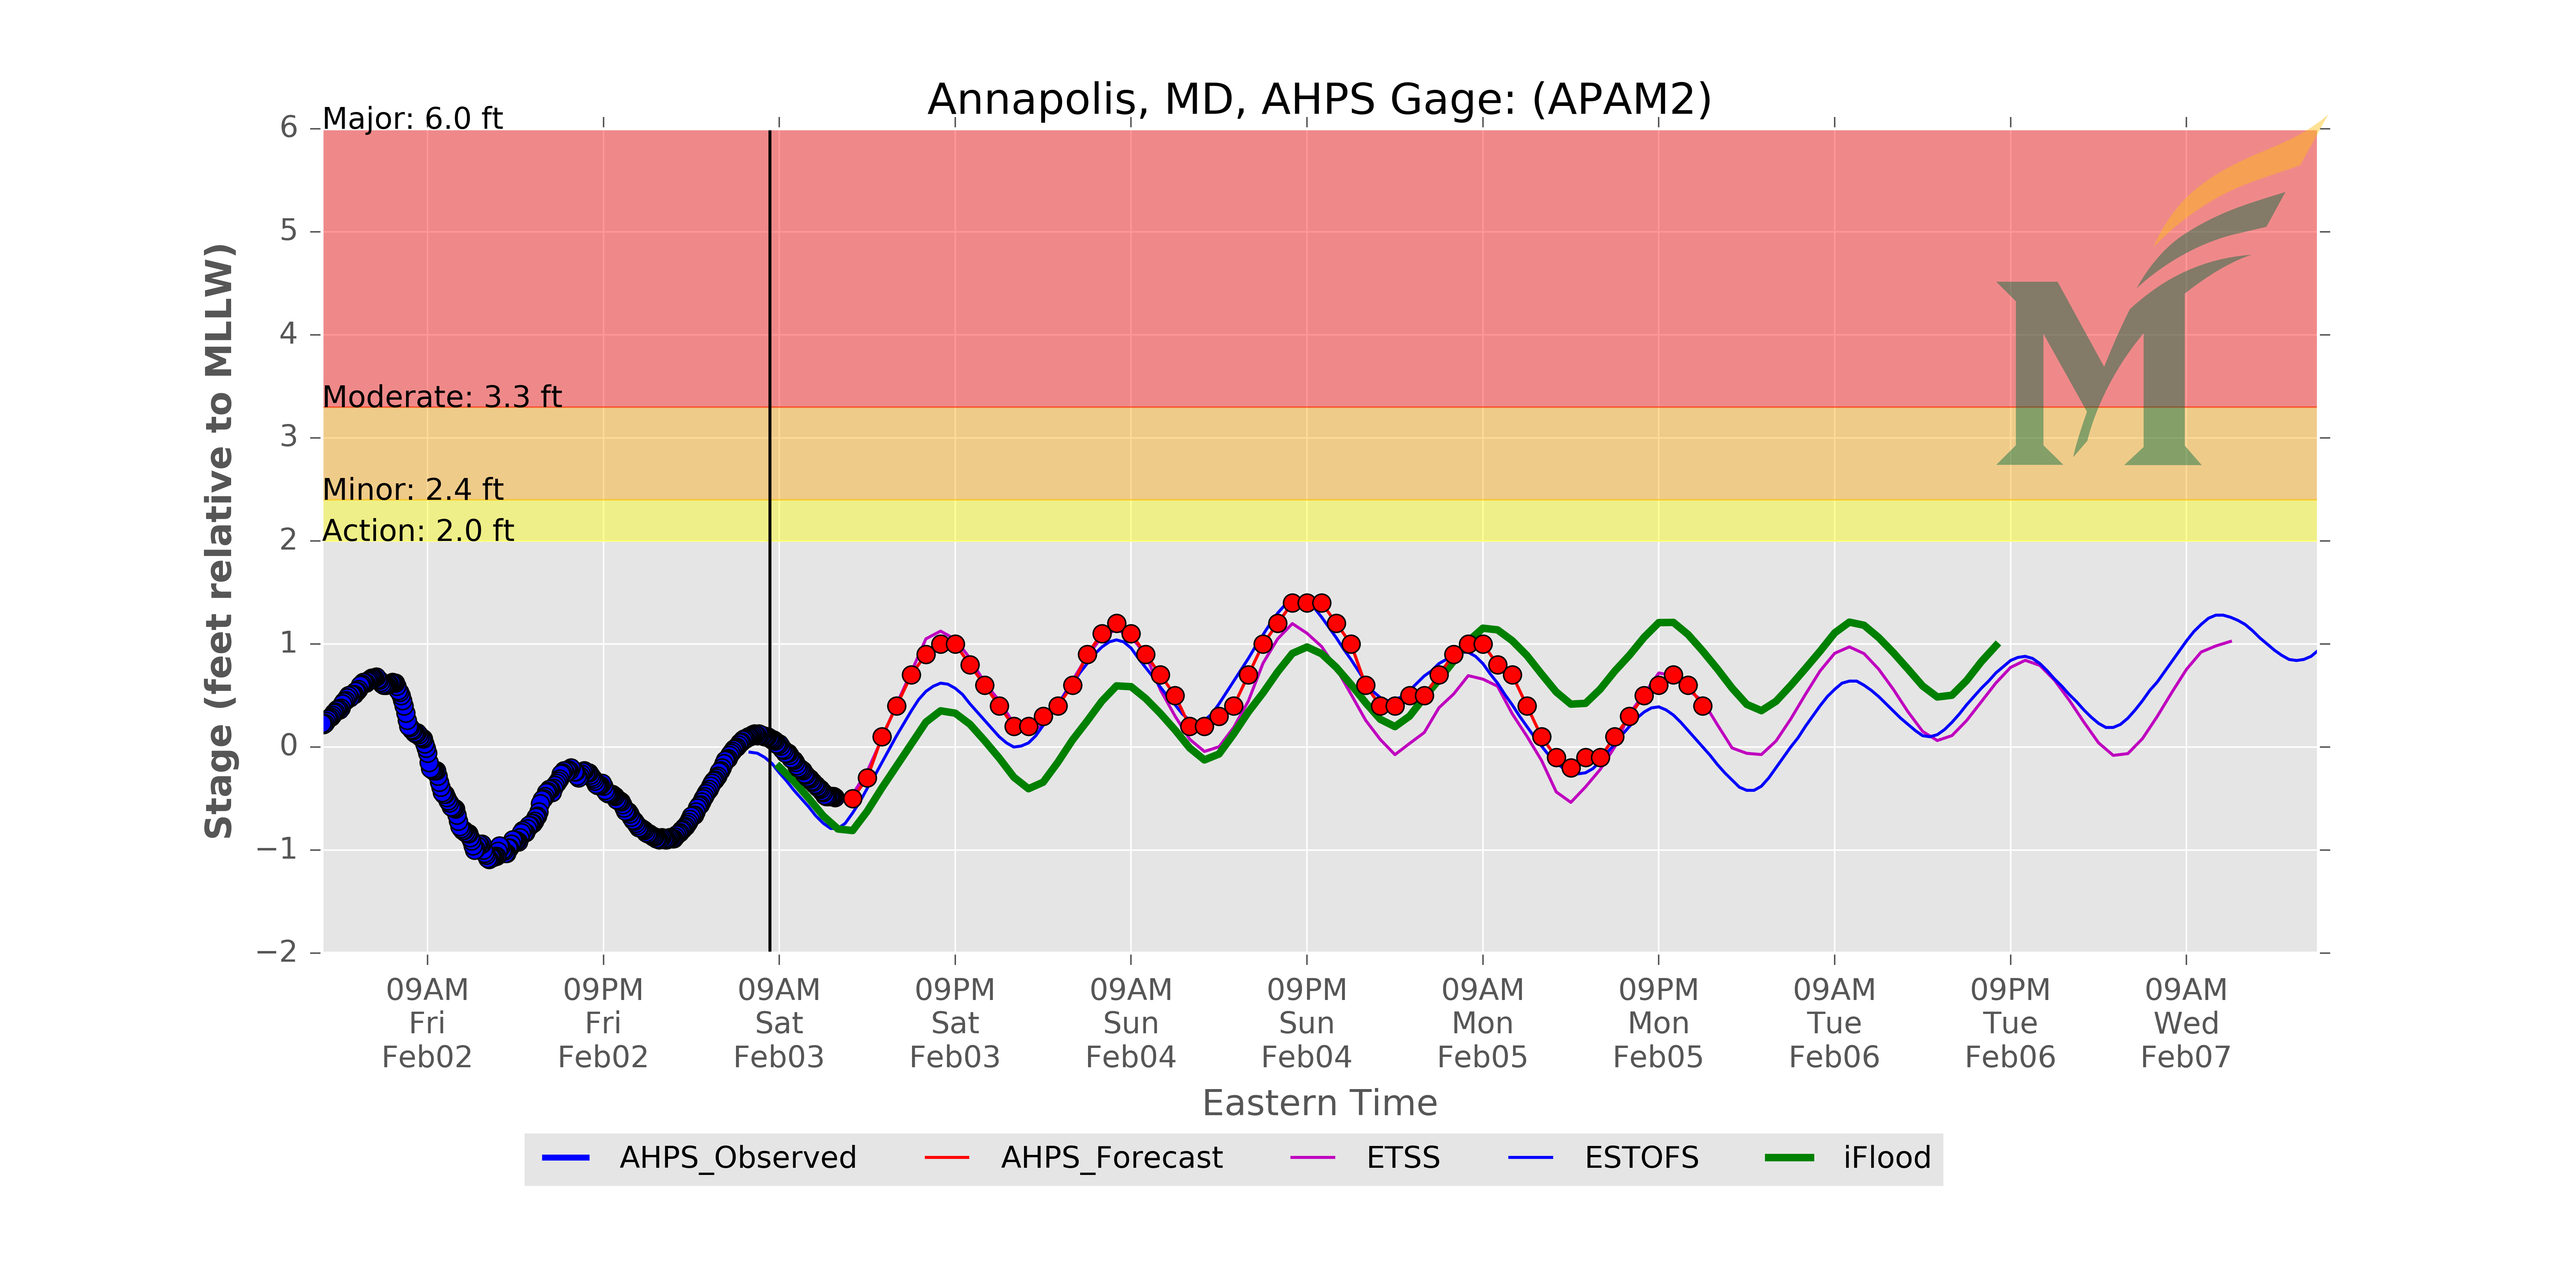 Annapolis, MD, AHPS Gage: (APAM2)
Major: 6.0 ft
Moderate: 3.3 ft
Minor: 2.4 ft
Action: 2.0 ft
6
5
4
3
2
1
0
−1
−2
Stage (feet relative to MLLW)
09AM 09PM 09AM 09PM 09AM 09PM 09AM 09PM 09AM 09PM 09AM
Fri Fri Sat Sat Sun Sun Mon Mon Tue Tue Wed
Feb02 Feb02 Feb03 Feb03 Feb04 Feb04 Feb05 Feb05 Feb06 Feb06 Feb07
Eastern Time
AHPS_Observed AHPS_Forecast ETSS ESTOFS iFlood